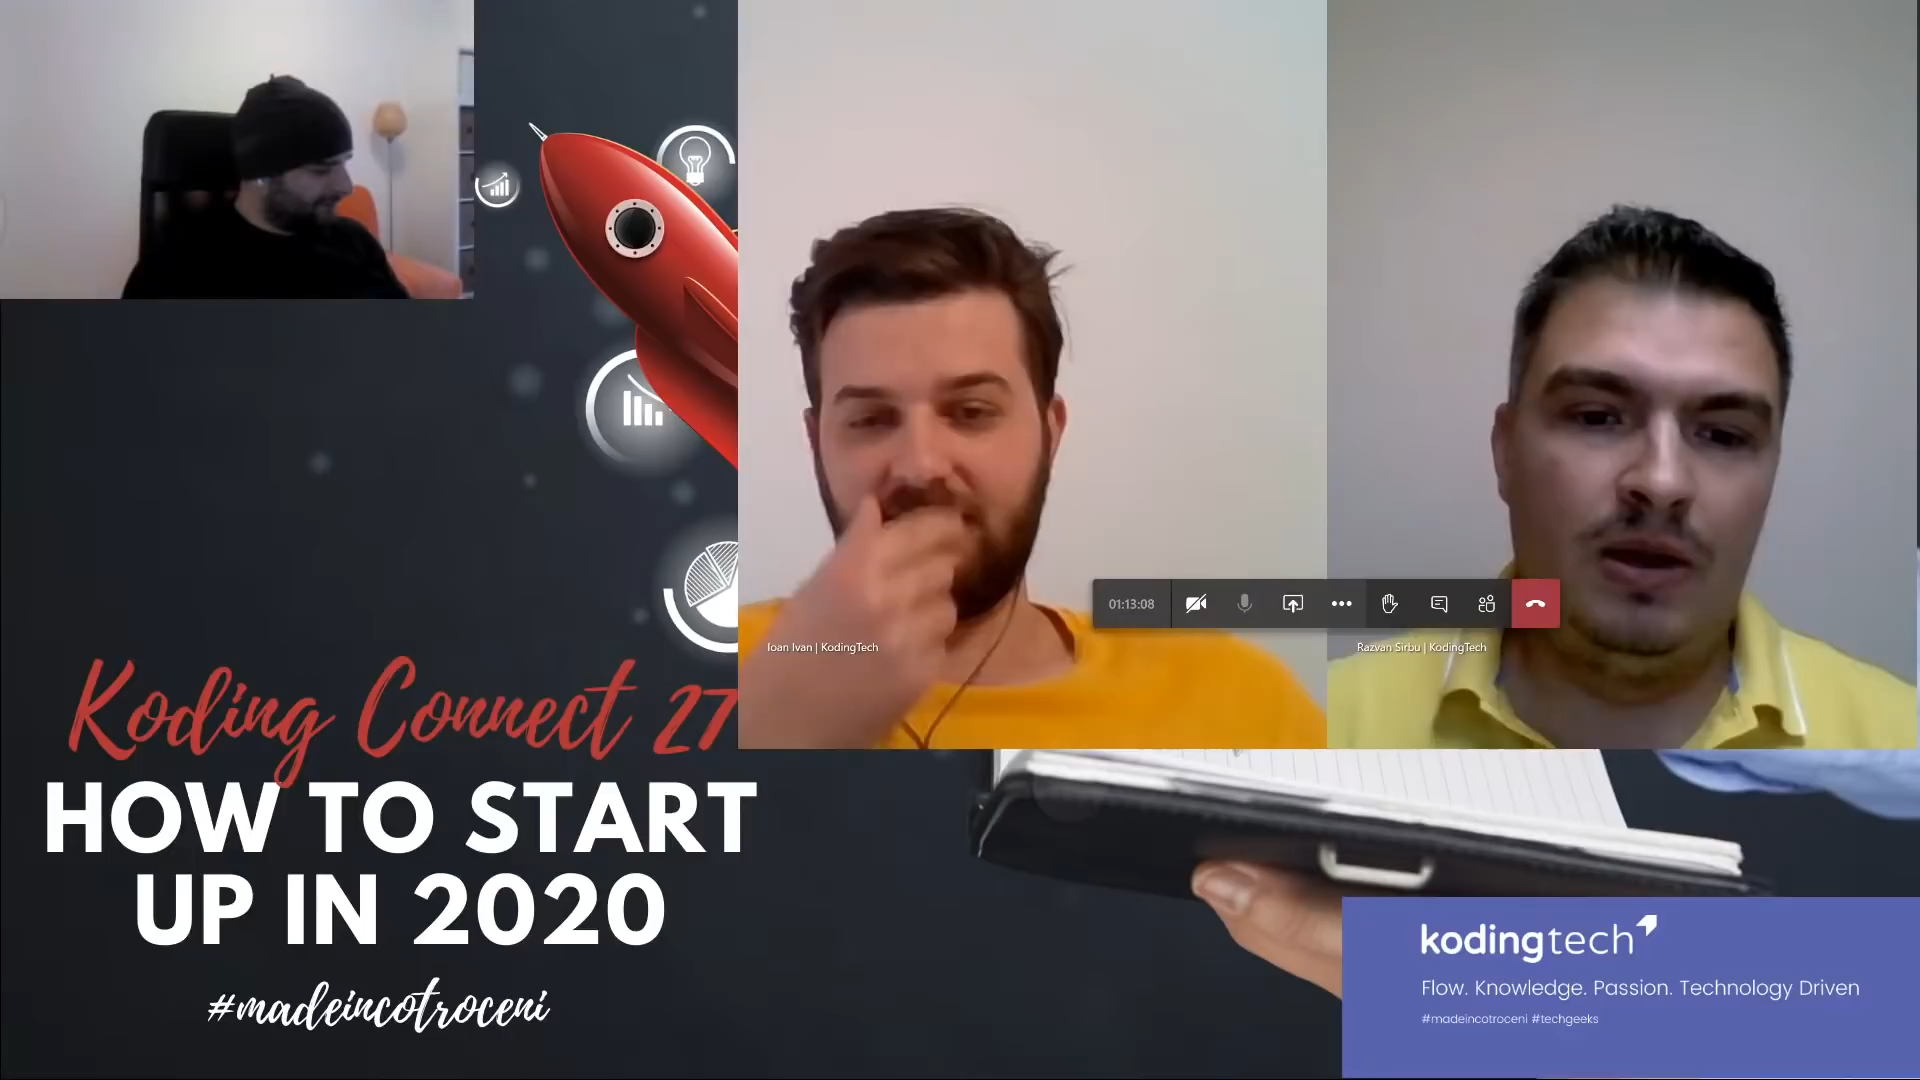 01:13:08
Ioan Ivan | KodingTech
Razvan Sirbu | KodingTech
Koding Connect 27
HOW TO START
UP IN 2020
#madeincotroceni
kodingtech
Flow. Knowledge. Passion. Technology Driven
#madeincotroceni #techgeeks